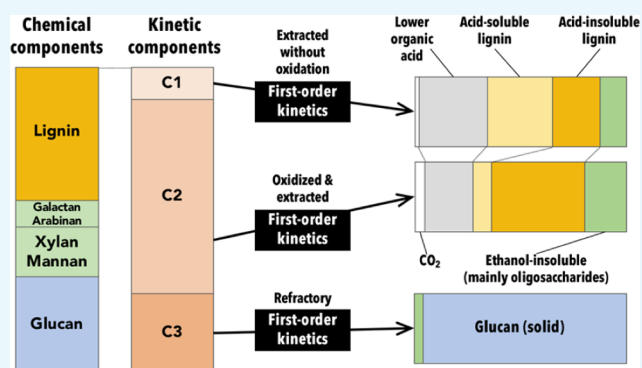 Chemical
components
Kinetic
components
Extracted
without
oxidation
Lower
organic
acid
Acid-soluble
lignin
Acid-insoluble
lignin
Lignin
Galactan
Arabinan
Xylan
Mannan
Glucan
C1
C2
C3
First-order
kinetics
Oxidized &
extracted
First-order
kinetics
CO₂
Ethanol-insoluble
(mainly oligosaccharides)
Refractory
First-order
kinetics
Glucan (solid)